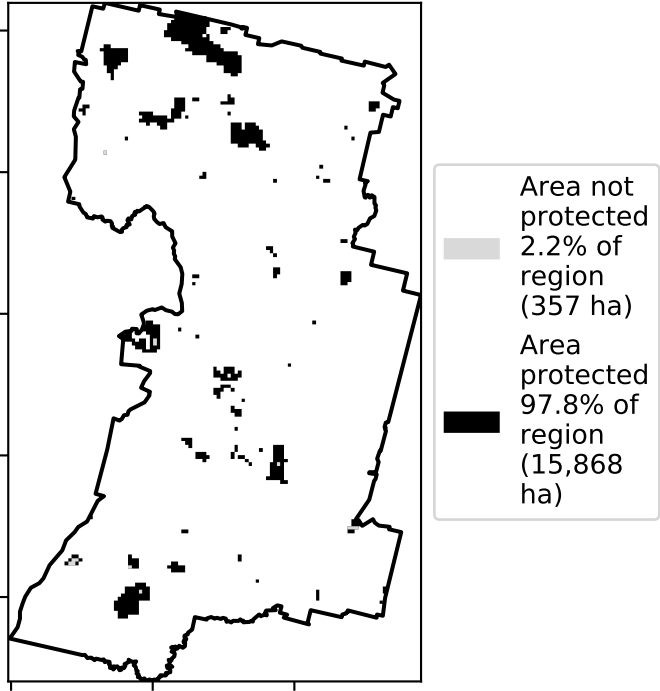 Area not
protected
2.2% of
region
(357 ha)
Area
protected
97.8% of
region
(15,868
ha)